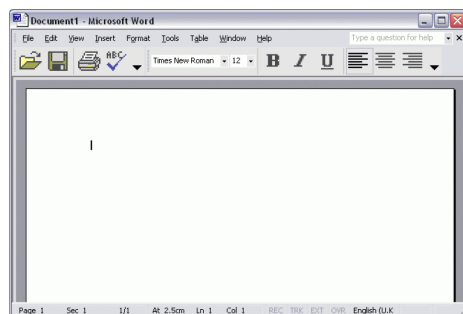 Document1 - Microsoft Word
File Edit View Insert Format Tools Table Window Help Type a question for help
ABC Times New Roman 12 B I U
Page 1 Sec 1 1/1 At 2.5cm Ln 1 Col 1 REC TRK EXT OVR English (U.K